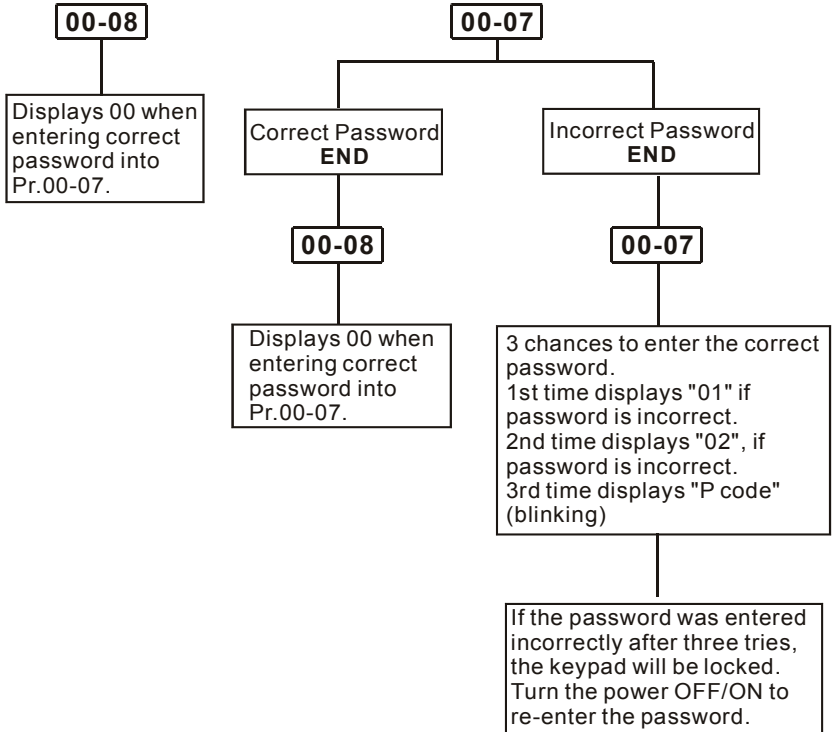 00-08
Displays 00 when
entering correct
password into
Pr.00-07.
00-07
Correct Password
END
00-08
Displays 00 when
entering correct
password into
Pr.00-07.
Incorrect Password
END
00-07
3 chances to enter the correct
password.
1st time displays "01" if
password is incorrect.
2nd time displays "02", if
password is incorrect.
3rd time displays "P code"
(blinking)
If the password was entered
incorrectly after three tries,
the keypad will be locked.
Turn the power OFF/ON to
re-enter the password.